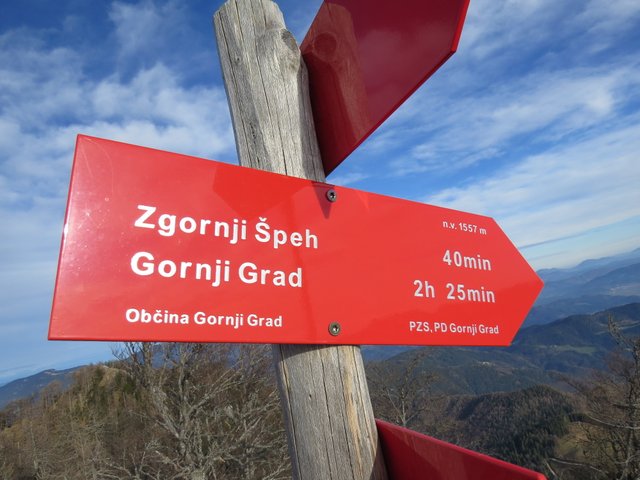 n.v. 1557 m
Zgornji Špeh 40min
Gornji Grad 2h 25min
Občina Gornji Grad PZS, PD Gornji Grad